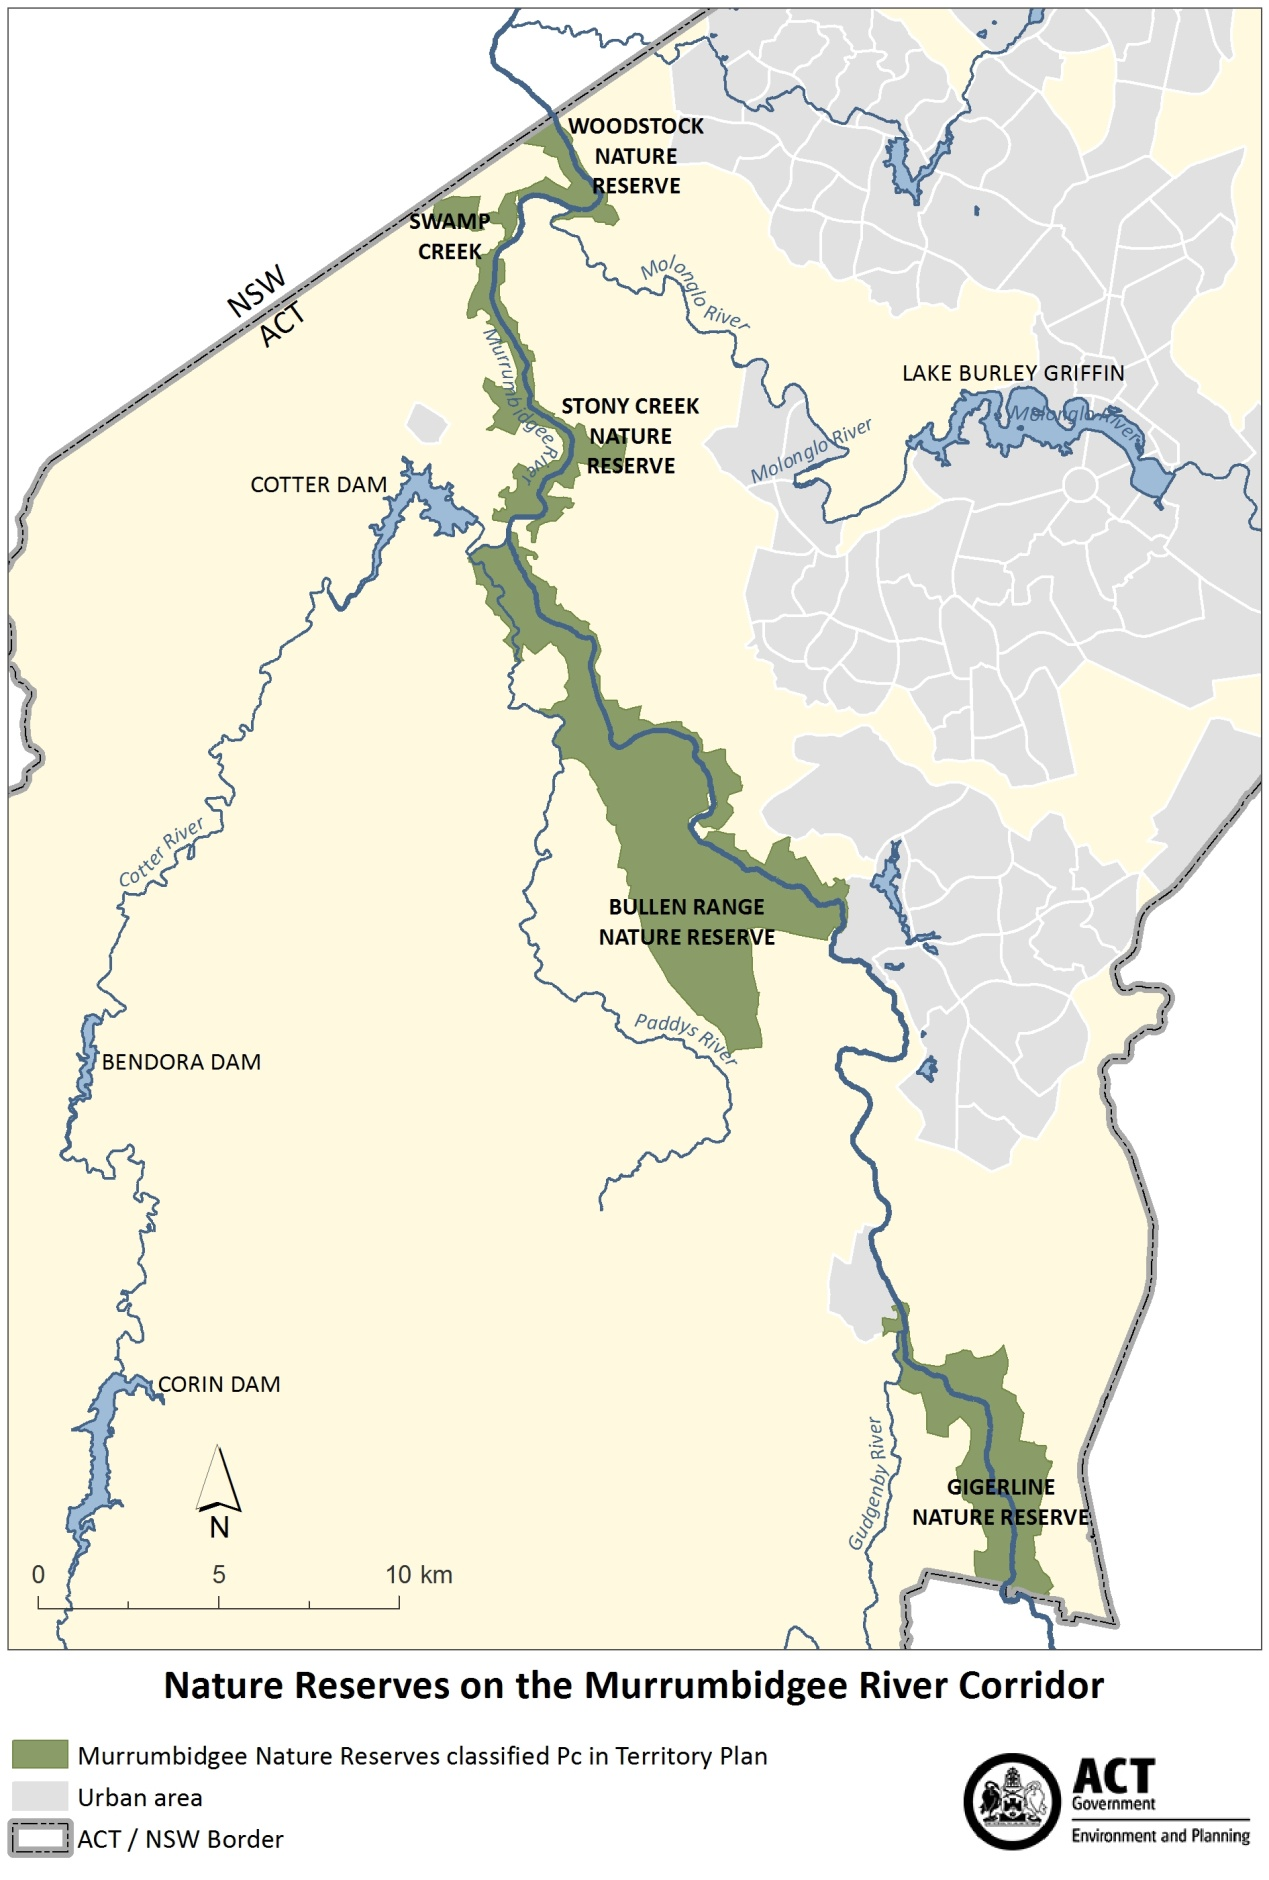 WOODSTOCK
NATURE
RESERVE
SWAMP
CREEK
NSW
ACT
Molonglo River
Murrumbidgee River
LAKE BURLEY GRIFFIN
Molonglo River
STONY CREEK
NATURE
RESERVE
Molonglo River
COTTER DAM
Cotter River
BULLEN RANGE
NATURE RESERVE
Paddys River
BENDORA DAM
CORIN DAM
Gudgenby River
GIGERLINE
NATURE RESERVE
N
0 5 10 km
Nature Reserves on the Murrumbidgee River Corridor
Murrumbidgee Nature Reserves classified Pc in Territory Plan
Urban area
ACT / NSW Border
ACT
Government
Environment and Planning